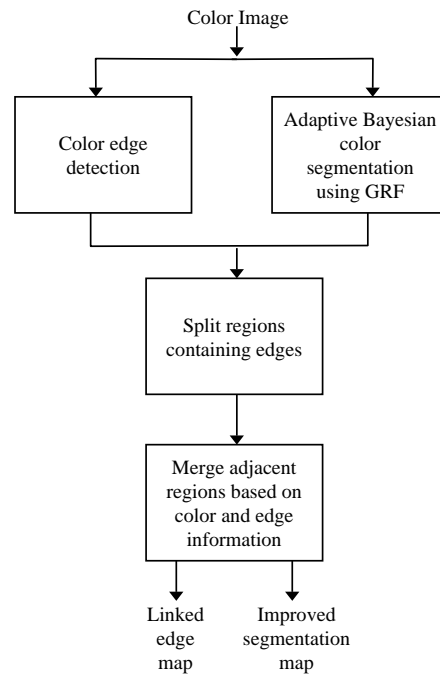 Color Image
Color edge
detection
Adaptive Bayesian
color
segmentation
using GRF
Split regions
containing edges
Merge adjacent
regions based on
color and edge
information
Linked
edge
map
Improved
segmentation
map